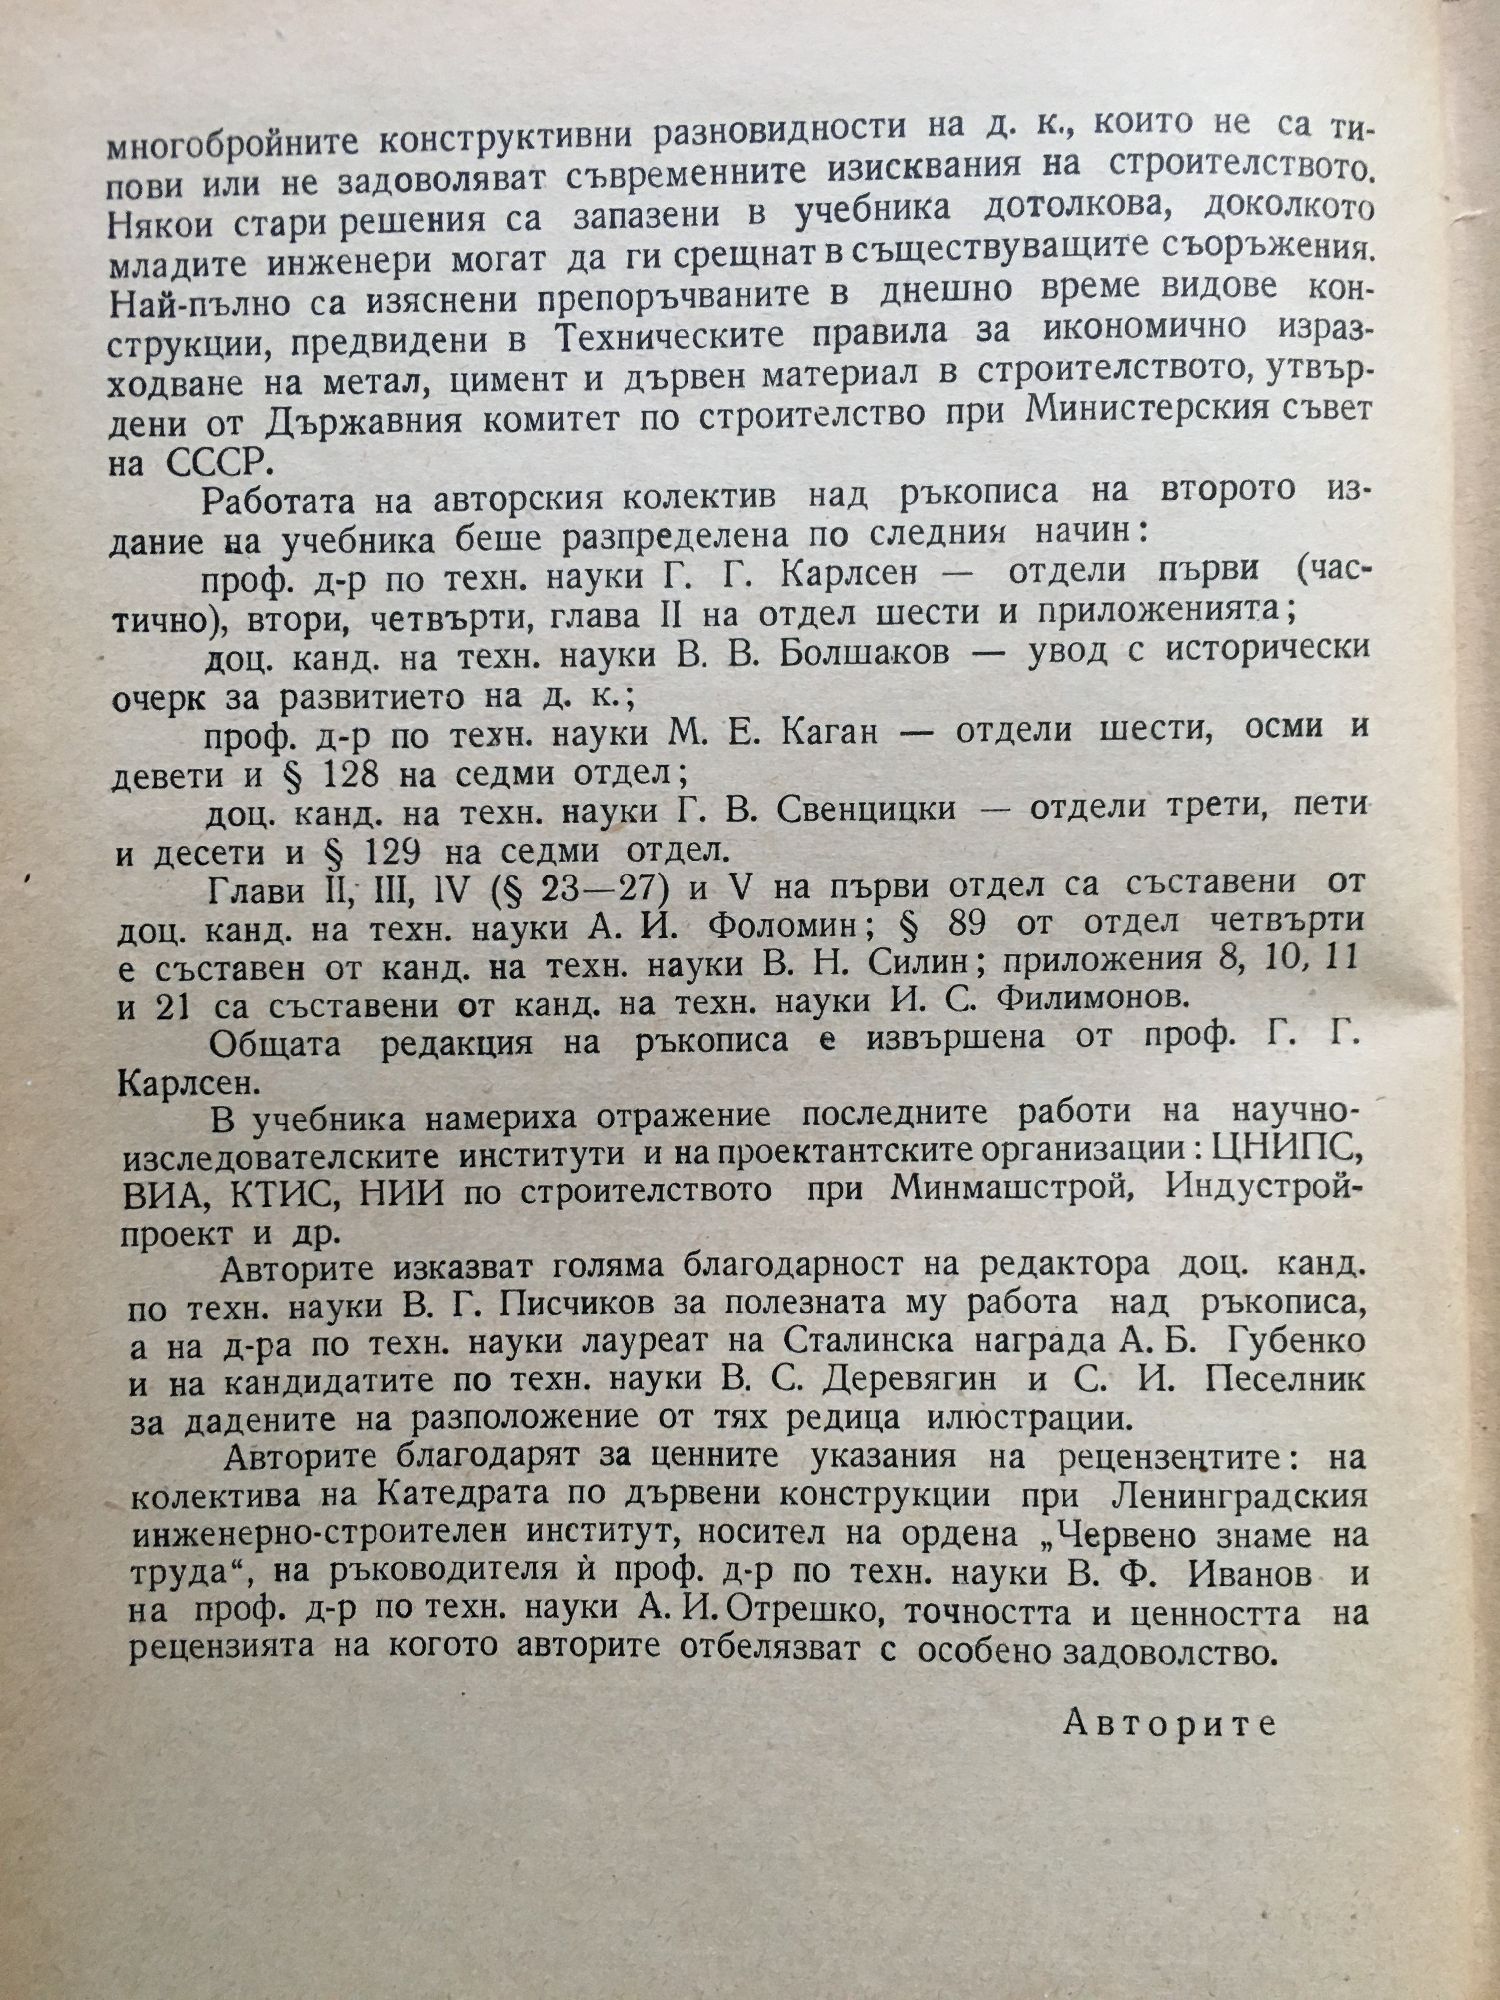 многобройните конструктивни разновидности на д. к., които не са ти-
пови или не задоволяват съвременните изисквания на строителството.
Някои стари решения са запазени в учебника дотолкова, доколкото
младите инженери могат да ги срещнат в съществуващите съоръжения.
Най-пълно са изяснени препоръчваните в днешно време видове кон-
струкции, предвидени в Техническите правила за икономично израз-
ходване на метал, цимент и дървен материал в строителството, утвър-
дени от Държавния комитет по строителство при Министерския съвет
на СССР.
Работата на авторския колектив над ръкописа на второто из-
дание на учебника беше разпределена по следния начин:
проф. д-р по техн. науки Г. Г. Карлсен — отдели първи (час-
тично), втори, четвърти, глава II на отдел шести и приложенията;
доц. канд. на техн. науки В. В. Болшаков — увод с исторически
очерк за развитието на д. к.;
проф. д-р по техн. науки М. Е. Каган — отдели шести, осми и
девети и § 128 на седми отдел;
доц. канд. на техн. науки Г. В. Свенцицки — отдели трети, пети
и десети и § 129 на седми отдел.
Глави II, III, IV (§ 23—27) и V на първи отдел са съставени от
доц. канд. на техн. науки А. И. Фоломин; § 89 от отдел четвърти
е съставен от канд. на техн. науки В. Н. Силин; приложения 8, 10, 11
и 21 са съставени от канд. на техн. науки И. С. Филимонов.
Общата редакция на ръкописа е извършена от проф. Г. Г.
Карлсен.
В учебника намериха отражение последните работи на научно-
изследователските институти и на проектантските организации: ЦНИПС,
ВИА, КТИС, НИИ по строителството при Минмашстрой, Индустрой-
проект и др.
Авторите изказват голяма благодарност на редактора доц. канд.
по техн. науки В. Г. Писчиков за полезната му работа над ръкописа,
а на д-ра по техн. науки лауреат на Сталинска награда А. Б. Губенко
и на кандидатите по техн. науки В. С. Деревягин и С. И. Песелник
за дадените на разположение от тях редица илюстрации.
Авторите благодарят за ценните указания на рецензентите: на
колектива на Катедрата по дървени конструкции при Ленинградския
инженерно-строителен институт, носител на ордена „Червено знаме на
труда“, на ръководителя ѝ проф. д-р по техн. науки В. Ф. Иванов и
на проф. д-р по техн. науки А. И. Отрешко, точността и ценността на
рецензията на когото авторите отбелязват с особено задоволство.
Авторите